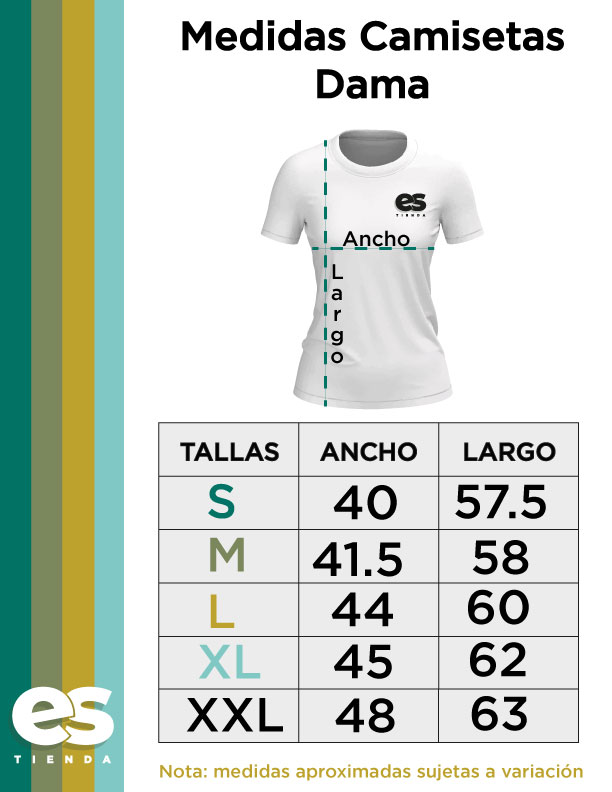 Medidas Camisetas
Dama
es
TIENDA
Ancho
Largo
TALLAS ANCHO LARGO
S 40 57.5
M 41.5 58
L 44 60
XL 45 62
XXL 48 63
es
TIENDA
Nota: medidas aproximadas sujetas a variación